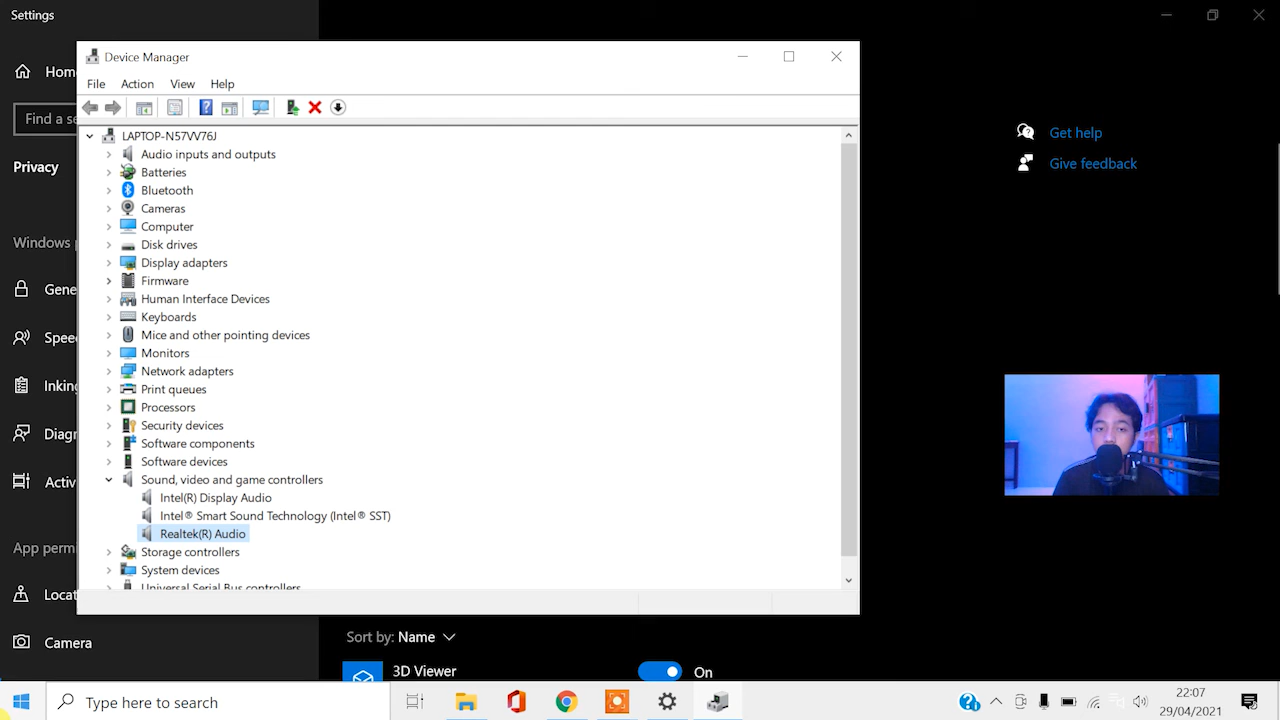 Settings
Device Manager
File Action View Help
Hom
Find a se
Privacy
Windows p
Gene
Spee
Inkin
Diagn
Activ
App perm
Locat
Camera
LAPTOP-N57VV76J
Audio inputs and outputs
Batteries
Bluetooth
Cameras
Computer
Disk drives
Display adapters
Firmware
Human Interface Devices
Keyboards
Mice and other pointing devices
Monitors
Network adapters
Print queues
Processors
Security devices
Software components
Software devices
Sound, video and game controllers
Intel(R) Display Audio
Intel® Smart Sound Technology (Intel® SST)
Realtek(R) Audio
Storage controllers
System devices
Universal Serial Bus controllers
Get help
Give feedback
Sort by: Name
3D Viewer
On
Type here to search
22:07
29/04/2021